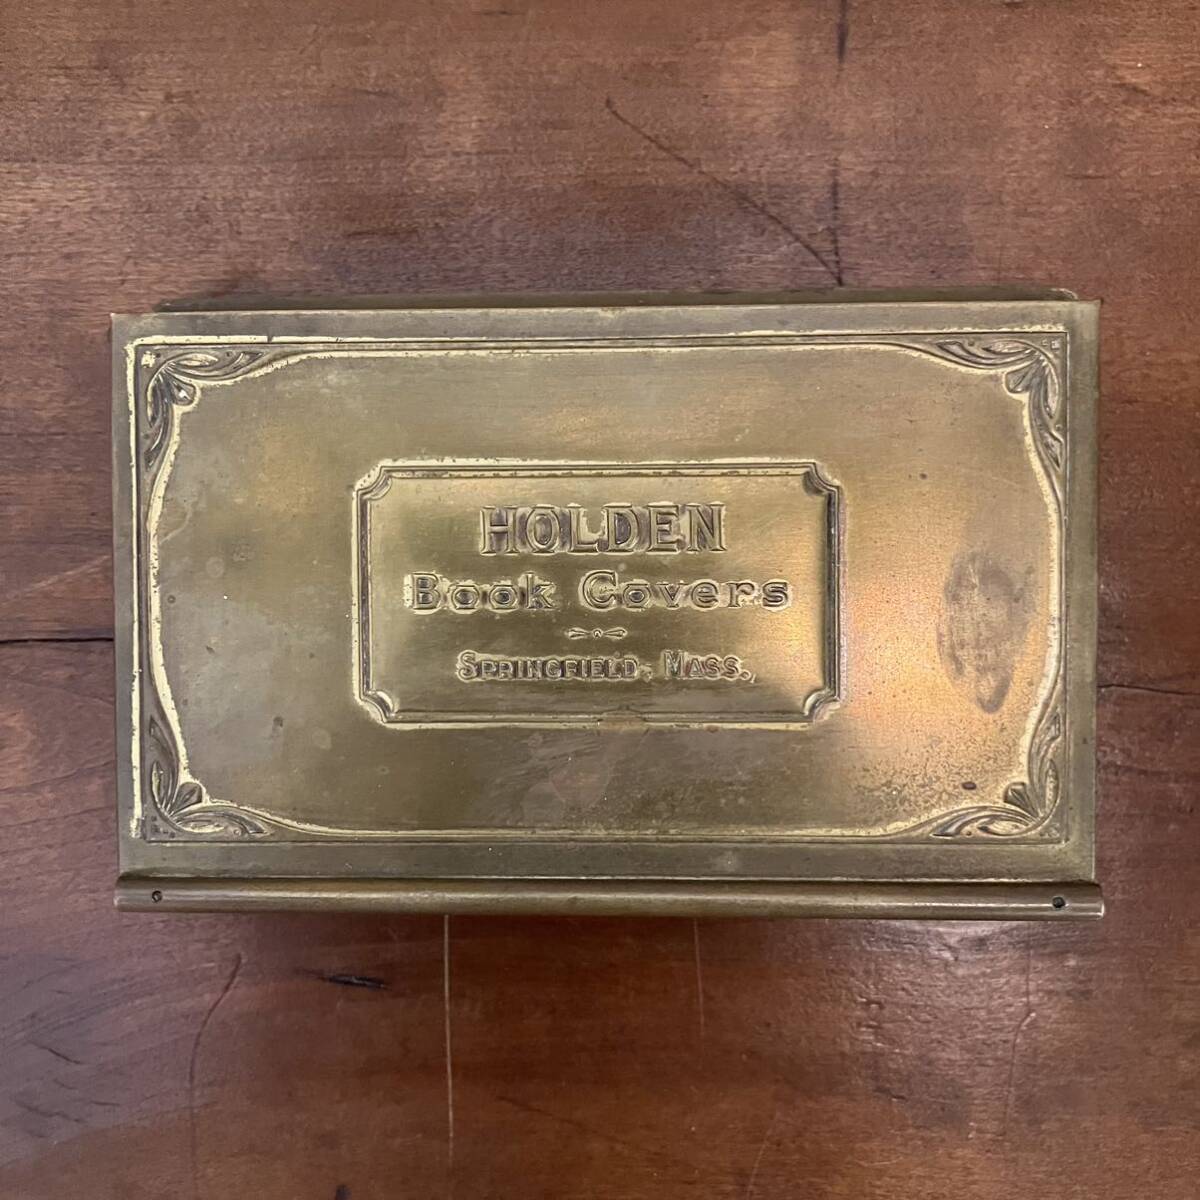 HOLDEN
Book Covers
SPRINGFIELD, MASS.,